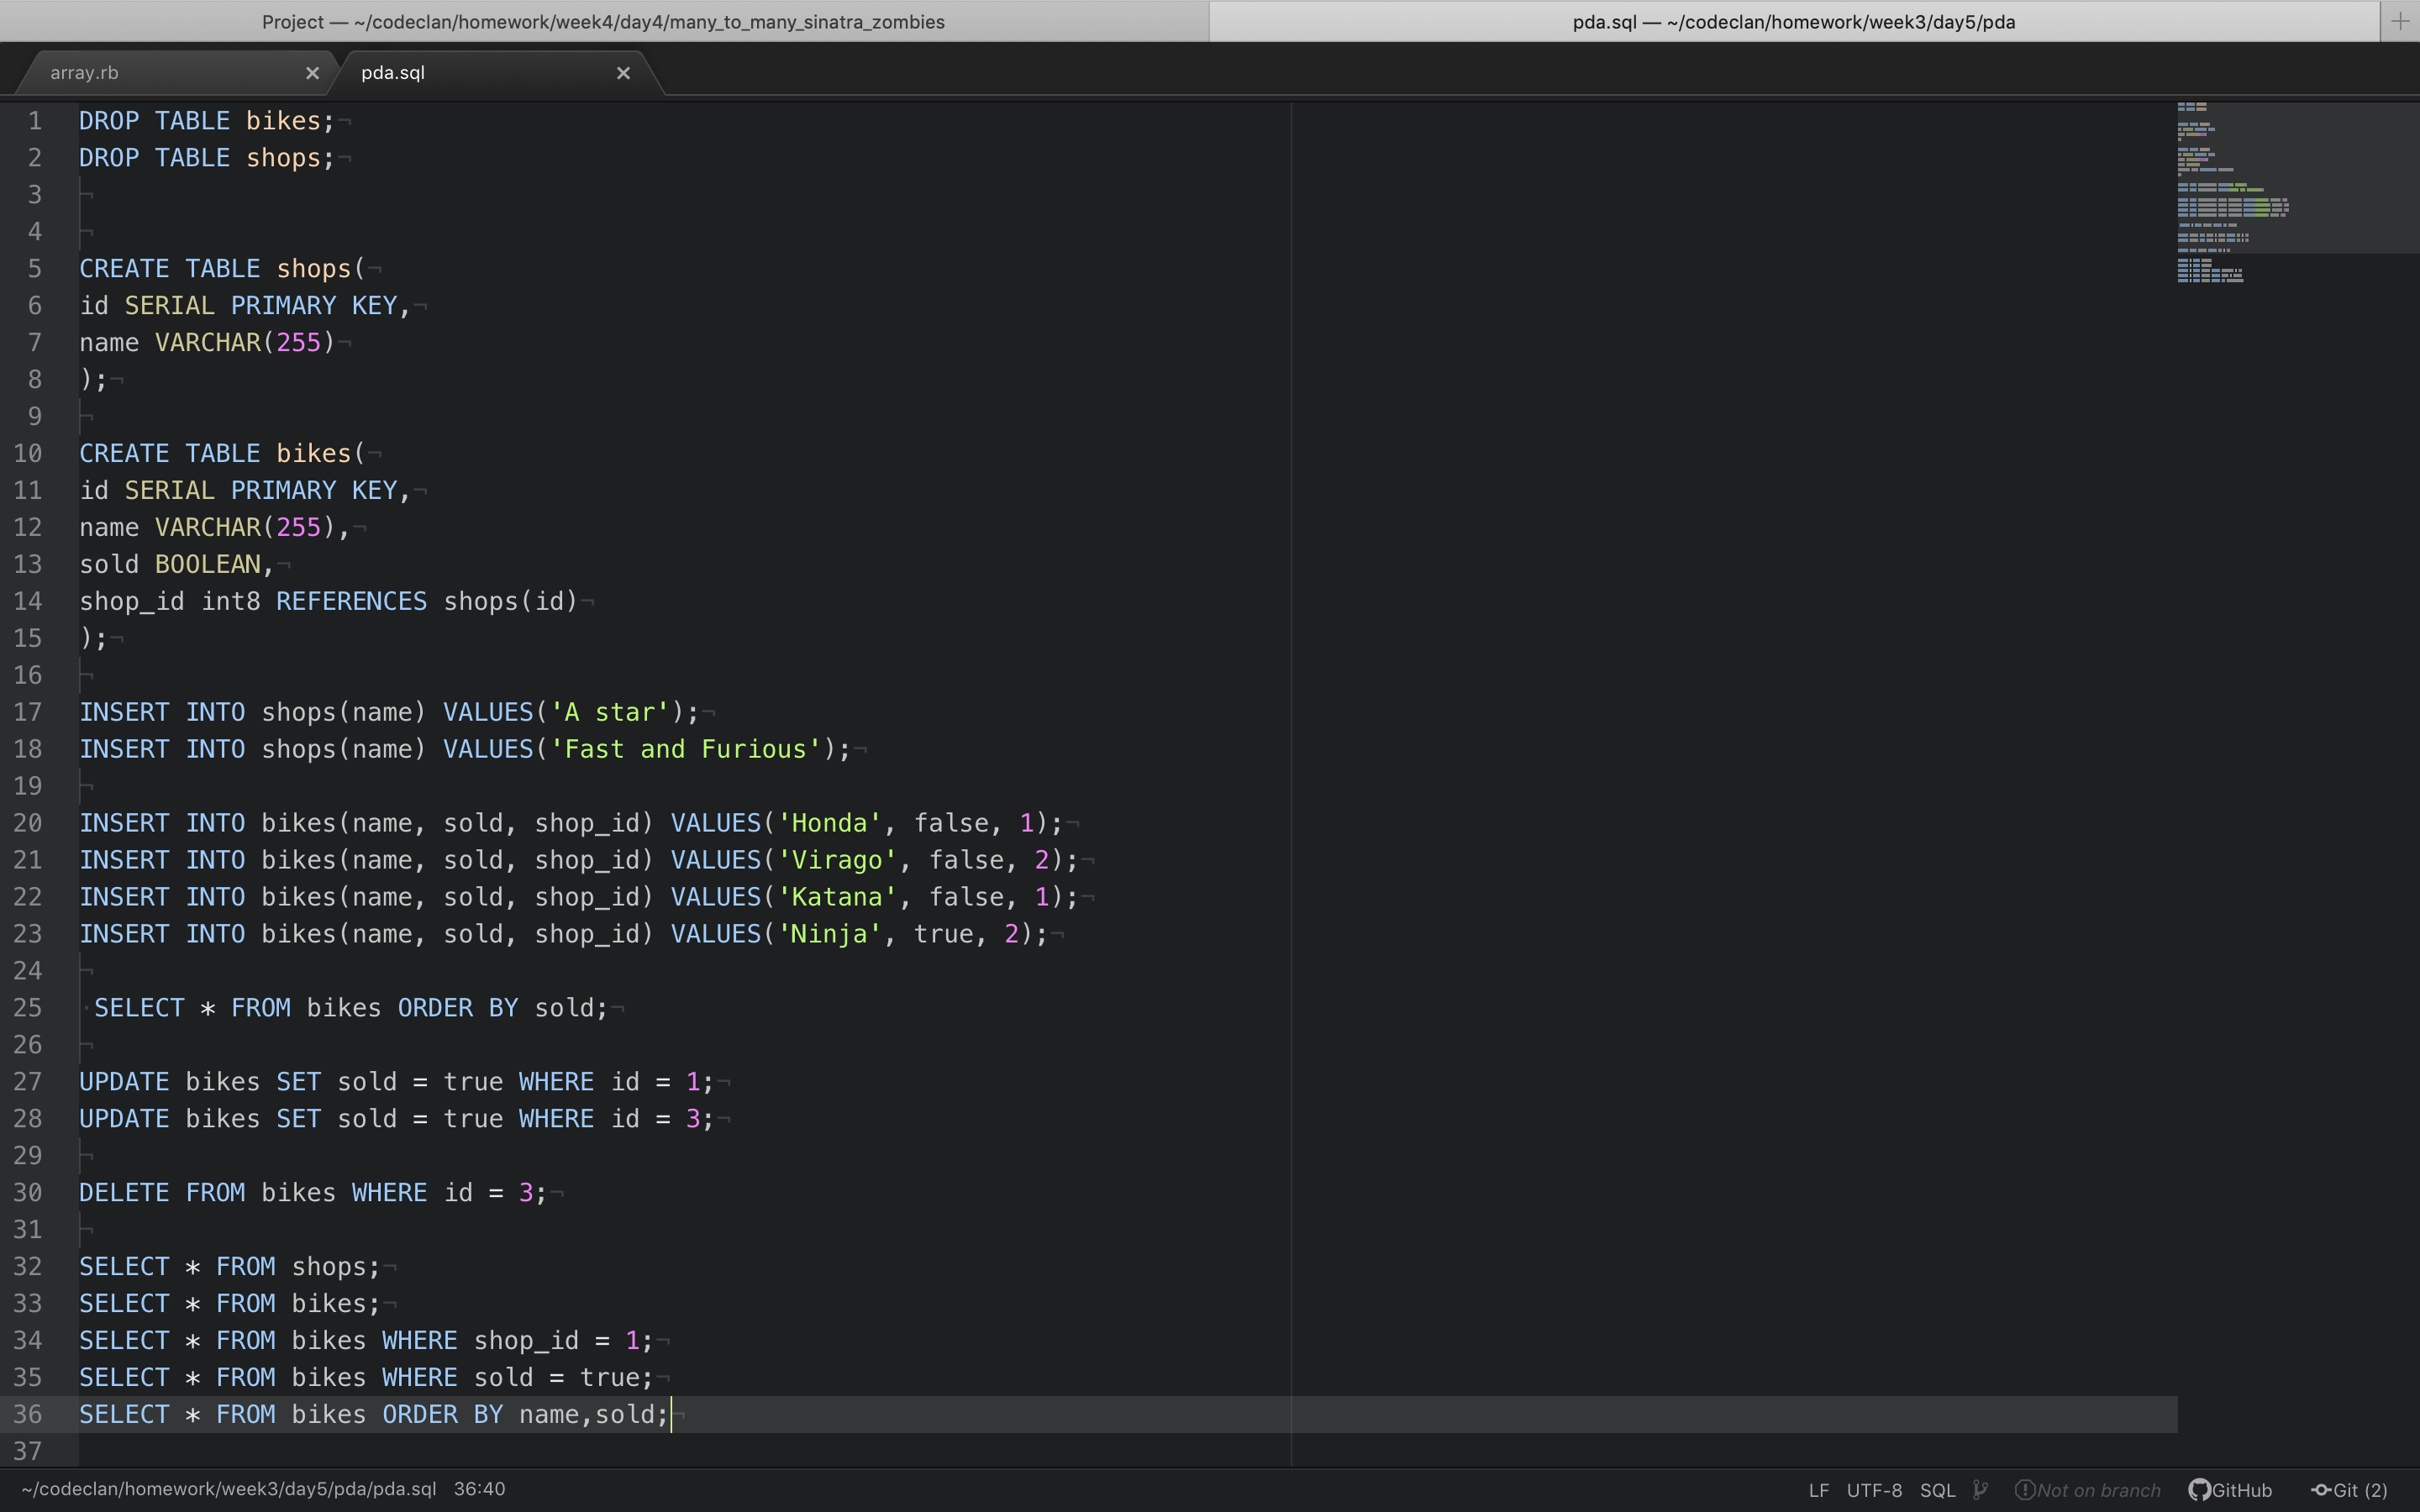 Project — ~/codeclan/homework/week4/day4/many_to_many_sinatra_zombies
pda.sql — ~/codeclan/homework/week3/day5/pda
array.rb
pda.sql
1 DROP TABLE bikes;
2 DROP TABLE shops;
3
4
5 CREATE TABLE shops(
6 id SERIAL PRIMARY KEY,
7 name VARCHAR(255)
8 );
9
10 CREATE TABLE bikes(
11 id SERIAL PRIMARY KEY,
12 name VARCHAR(255),
13 sold BOOLEAN,
14 shop_id int8 REFERENCES shops(id)
15 );
16
17 INSERT INTO shops(name) VALUES('A star');
18 INSERT INTO shops(name) VALUES('Fast and Furious');
19
20 INSERT INTO bikes(name, sold, shop_id) VALUES('Honda', false, 1);
21 INSERT INTO bikes(name, sold, shop_id) VALUES('Virago', false, 2);
22 INSERT INTO bikes(name, sold, shop_id) VALUES('Katana', false, 1);
23 INSERT INTO bikes(name, sold, shop_id) VALUES('Ninja', true, 2);
24
25  SELECT * FROM bikes ORDER BY sold;
26
27 UPDATE bikes SET sold = true WHERE id = 1;
28 UPDATE bikes SET sold = true WHERE id = 3;
29
30 DELETE FROM bikes WHERE id = 3;
31
32 SELECT * FROM shops;
33 SELECT * FROM bikes;
34 SELECT * FROM bikes WHERE shop_id = 1;
35 SELECT * FROM bikes WHERE sold = true;
36 SELECT * FROM bikes ORDER BY name,sold;
37
~/codeclan/homework/week3/day5/pda/pda.sql 36:40
LF UTF-8 SQL Not on branch GitHub Git (2)